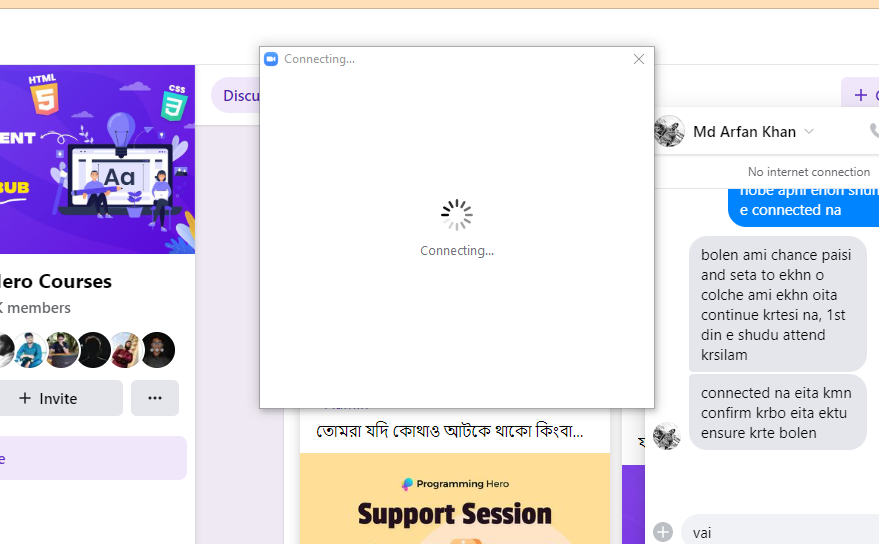 Connecting...
HTML
5
CSS
3
ENT
Aa
Discu
Connecting...
Md Arfan Khan
No internet connection
hobe apni ekhon shud
e connected na
bolen ami chance paisi
and seta to ekhn o
colche ami ekhn oita
continue krtesi na, 1st
din e shudu attend
krsilam
connected na eita kmn
confirm krbo eita ektu
ensure krte bolen
vai
BUB
ero Courses
K members
+ Invite
...
e
তোমরা যদি কোথাও আটকে থাকো কিংবা...
Programming Hero
Support Session